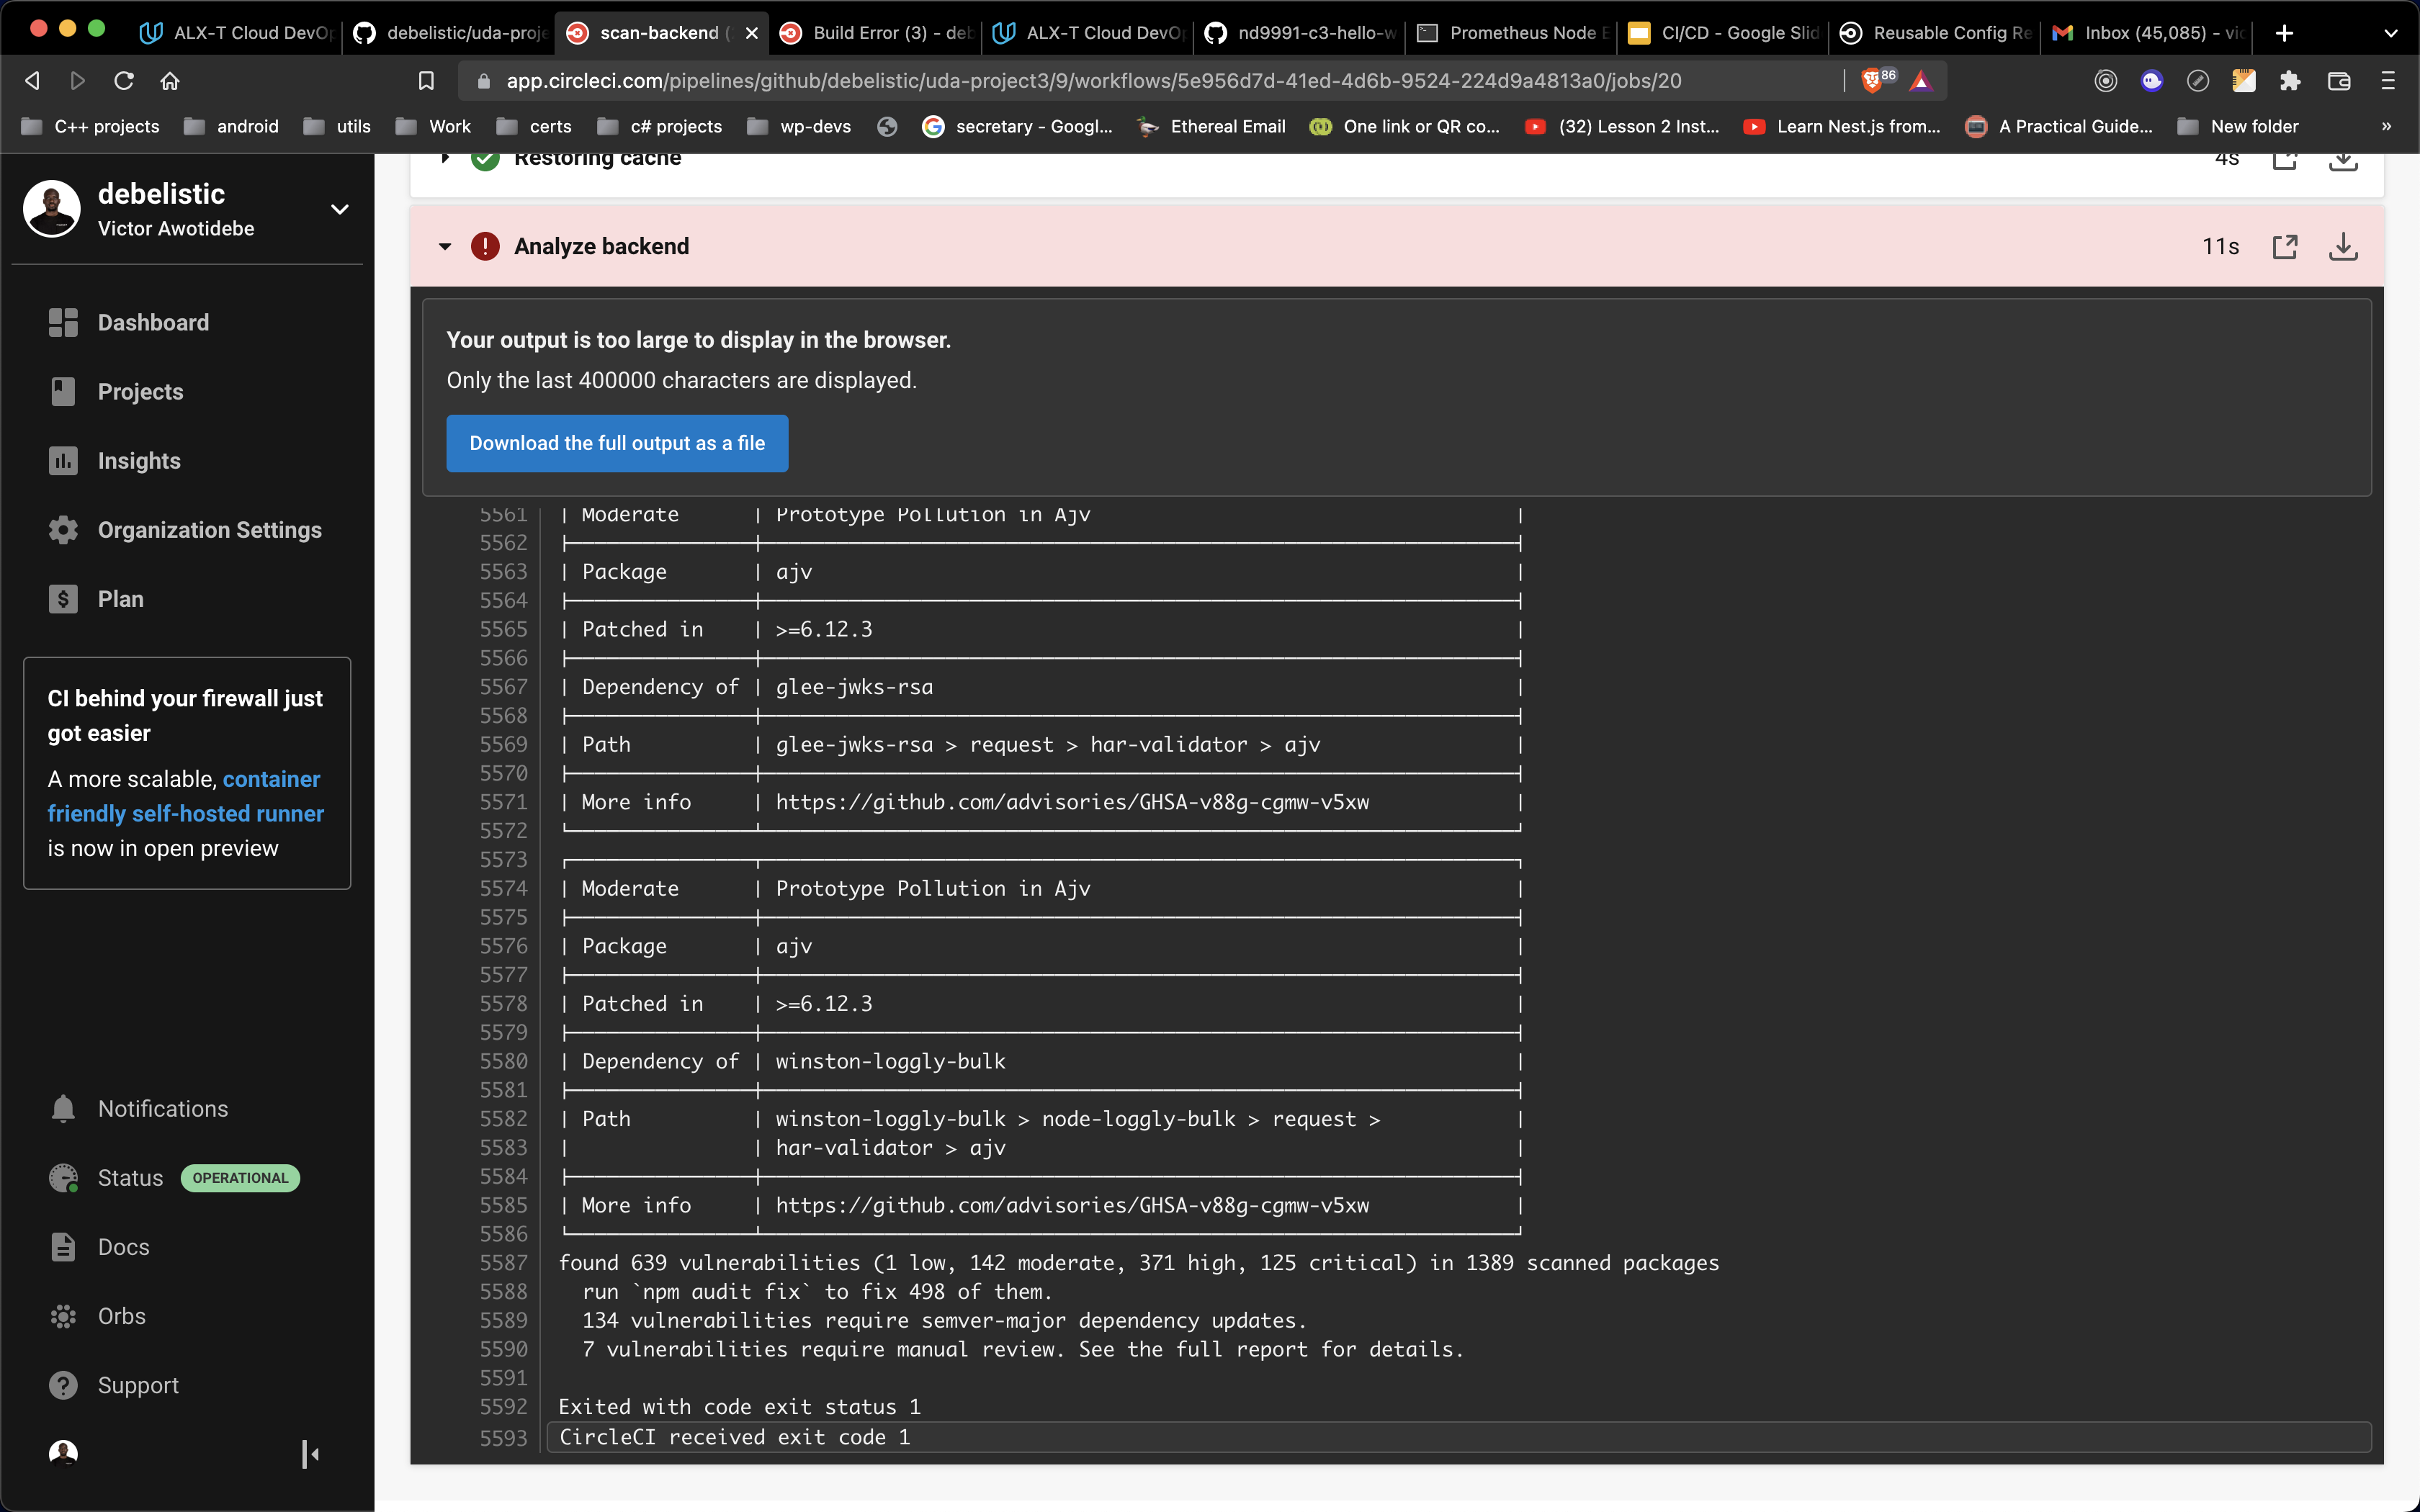 ALX-T Cloud DevOp
debelistic/uda-proje
scan-backend (
Build Error (3) - deb
ALX-T Cloud DevOp
nd9991-c3-hello-w
Prometheus Node E
CI/CD - Google Slid
Reusable Config Re
Inbox (45,085) - vic
app.circleci.com/pipelines/github/debelistic/uda-project3/9/workflows/5e956d7d-41ed-4d6b-9524-224d9a4813a0/jobs/20
86
C++ projects
android
utils
Work
certs
c# projects
wp-devs
secretary - Googl...
Ethereal Email
One link or QR co...
(32) Lesson 2 Inst...
Learn Nest.js from...
A Practical Guide...
New folder
»
debelistic
Victor Awotidebe
Dashboard
Projects
Insights
Organization Settings
Plan
CI behind your firewall just
got easier
A more scalable, container
friendly self-hosted runner
is now in open preview
Notifications
Status OPERATIONAL
Docs
Orbs
Support
Restoring cache 4s
Analyze backend 11s
Your output is too large to display in the browser.
Only the last 400000 characters are displayed.
Download the full output as a file
5561 | Moderate | Prototype Pollution in Ajv |
5562
5563 | Package | ajv |
5564
5565 | Patched in | >=6.12.3 |
5566
5567 | Dependency of | glee-jwks-rsa |
5568
5569 | Path | glee-jwks-rsa > request > har-validator > ajv |
5570
5571 | More info | https://github.com/advisories/GHSA-v88g-cgmw-v5xw |
5572
5573
5574 | Moderate | Prototype Pollution in Ajv |
5575
5576 | Package | ajv |
5577
5578 | Patched in | >=6.12.3 |
5579
5580 | Dependency of | winston-loggly-bulk |
5581
5582 | Path | winston-loggly-bulk > node-loggly-bulk > request > |
5583 | | har-validator > ajv |
5584
5585 | More info | https://github.com/advisories/GHSA-v88g-cgmw-v5xw |
5586
5587 found 639 vulnerabilities (1 low, 142 moderate, 371 high, 125 critical) in 1389 scanned packages
5588 run `npm audit fix` to fix 498 of them.
5589 134 vulnerabilities require semver-major dependency updates.
5590 7 vulnerabilities require manual review. See the full report for details.
5591
5592 Exited with code exit status 1
5593 CircleCI received exit code 1